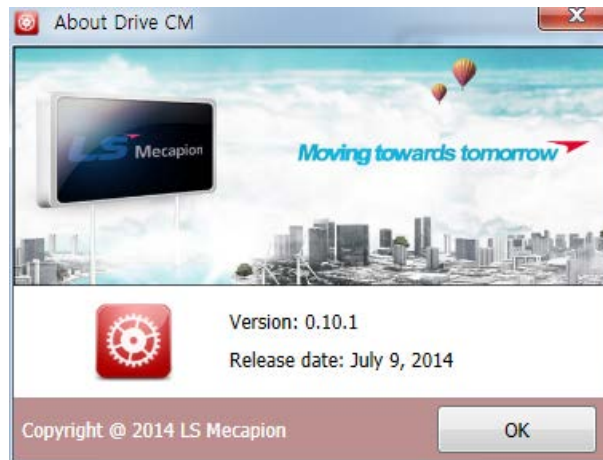 About Drive CM
LS Mecapion
Moving towards tomorrow
Version: 0.10.1
Release date: July 9, 2014
Copyright @ 2014 LS Mecapion
OK